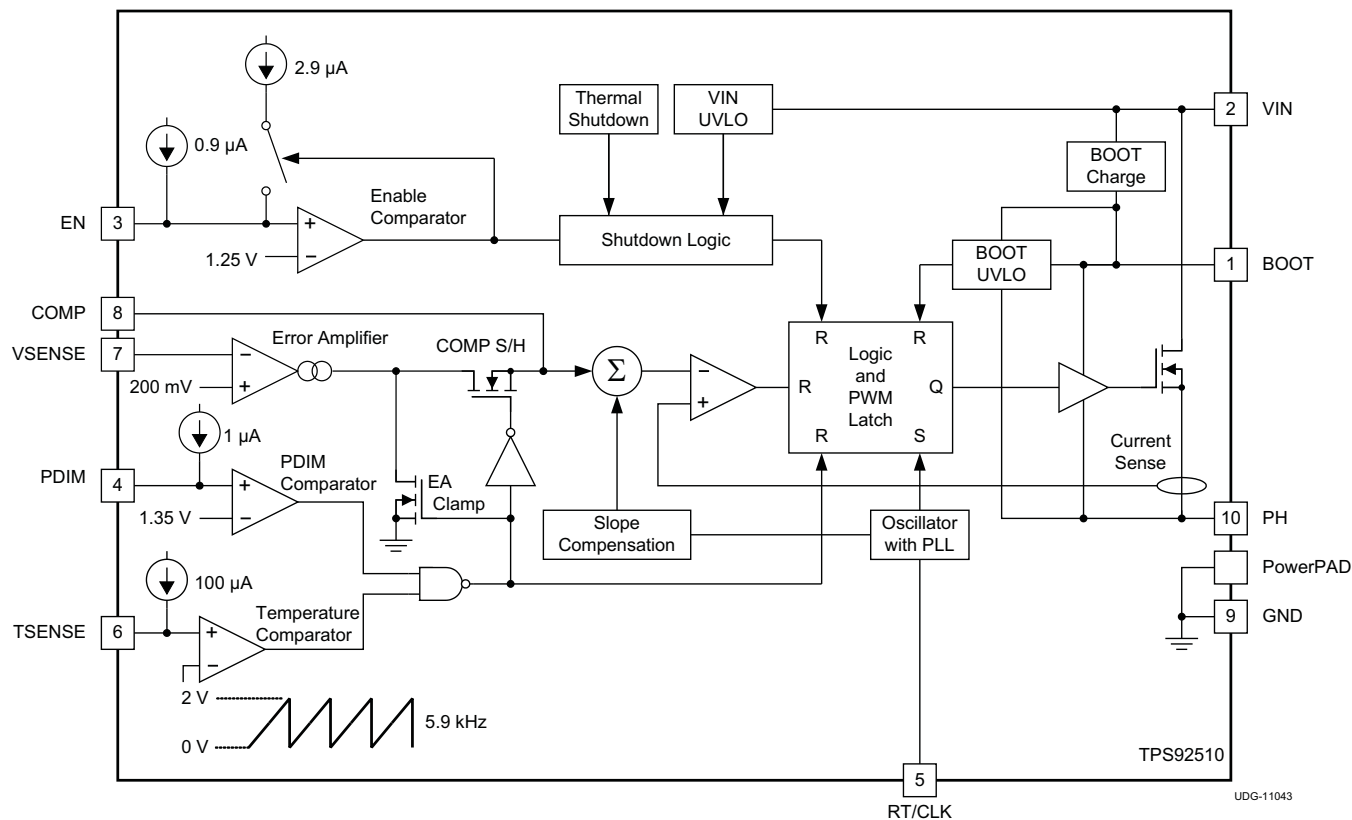 2.9 µA
0.9 µA
Thermal
Shutdown
VIN
UVLO
2
VIN
BOOT
Charge
Enable
Comparator
EN
3
+
−
1.25 V
Shutdown Logic
BOOT
UVLO
1
BOOT
COMP
8
VSENSE
7
Error Amplifier
COMP S/H
−
+
200 mV
Σ
−
+
R
R
Logic
and
PWM
Latch
R
Q
R
S
1 µA
PDIM
4
PDIM
Comparator
+
−
1.35 V
EA
Clamp
Current
Sense
Slope
Compensation
Oscillator
with PLL
10
PH
PowerPAD
9
GND
100 µA
TSENSE
6
Temperature
Comparator
+
−
2 V
0 V
5.9 kHz
TPS92510
5
RT/CLK
UDG-11043